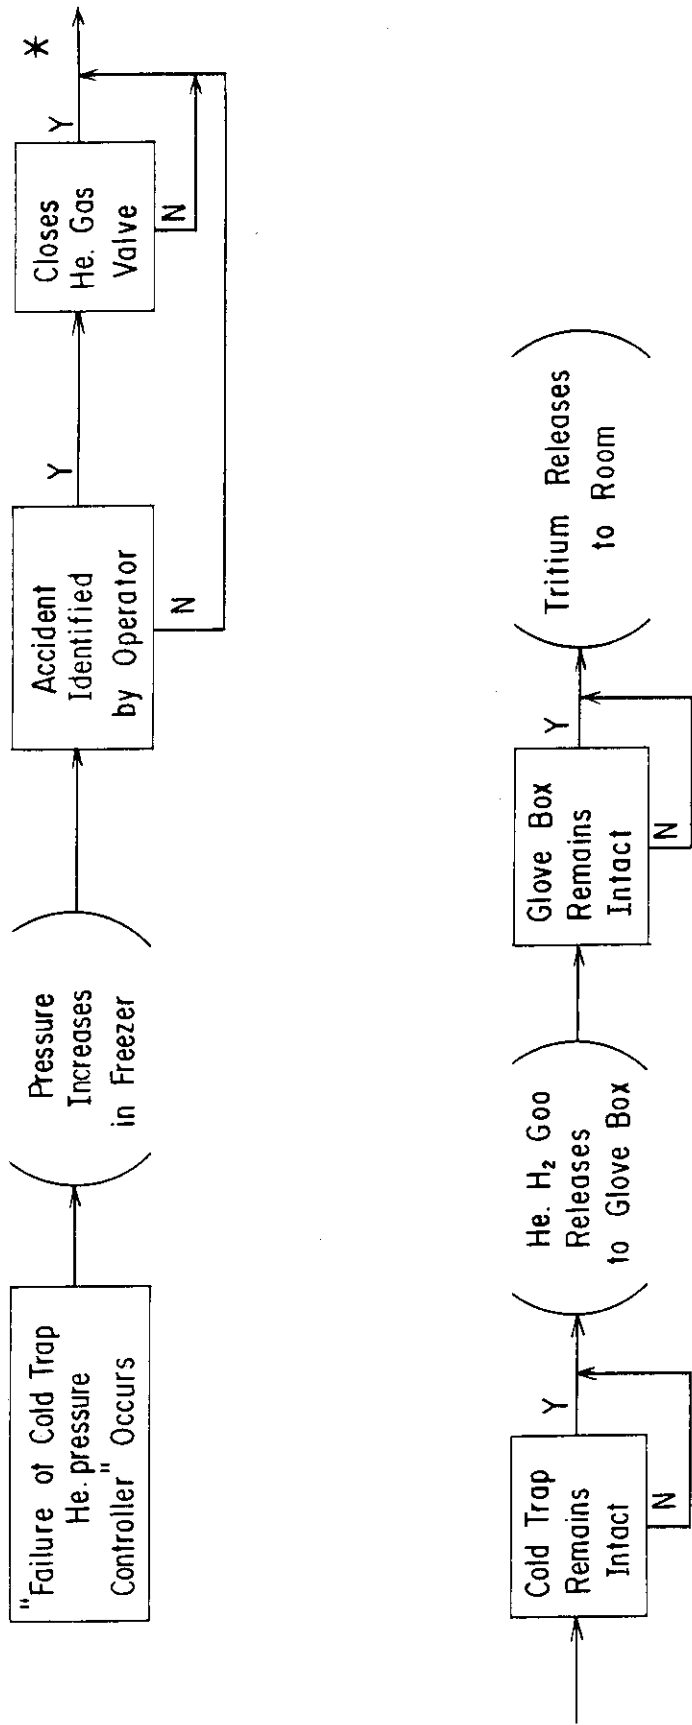 "Failure ot Cold Trap
He. pressure
Controller" Occurs
Pressure
Increases
in Freezer
Accident
Identified
by Operator
Y
N
Closes
He. Gas
Valve
Y
N
*
Cold Trap
Remains
Intact
Y
N
He. H₂ Goo
Releases
to Glove Box
Glove Box
Remains
Intact
Y
N
Tritium Releases
to Room